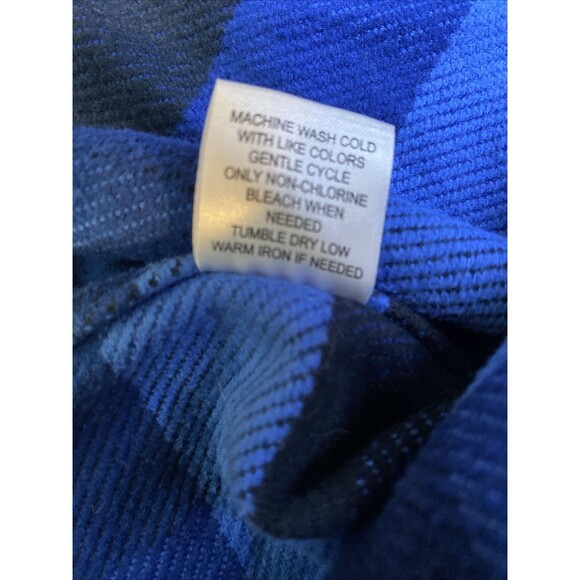 MACHINE WASH COLD
WITH LIKE COLORS
GENTLE CYCLE
ONLY NON-CHLORINE
BLEACH WHEN
NEEDED
TUMBLE DRY LOW
WARM IRON IF NEEDED